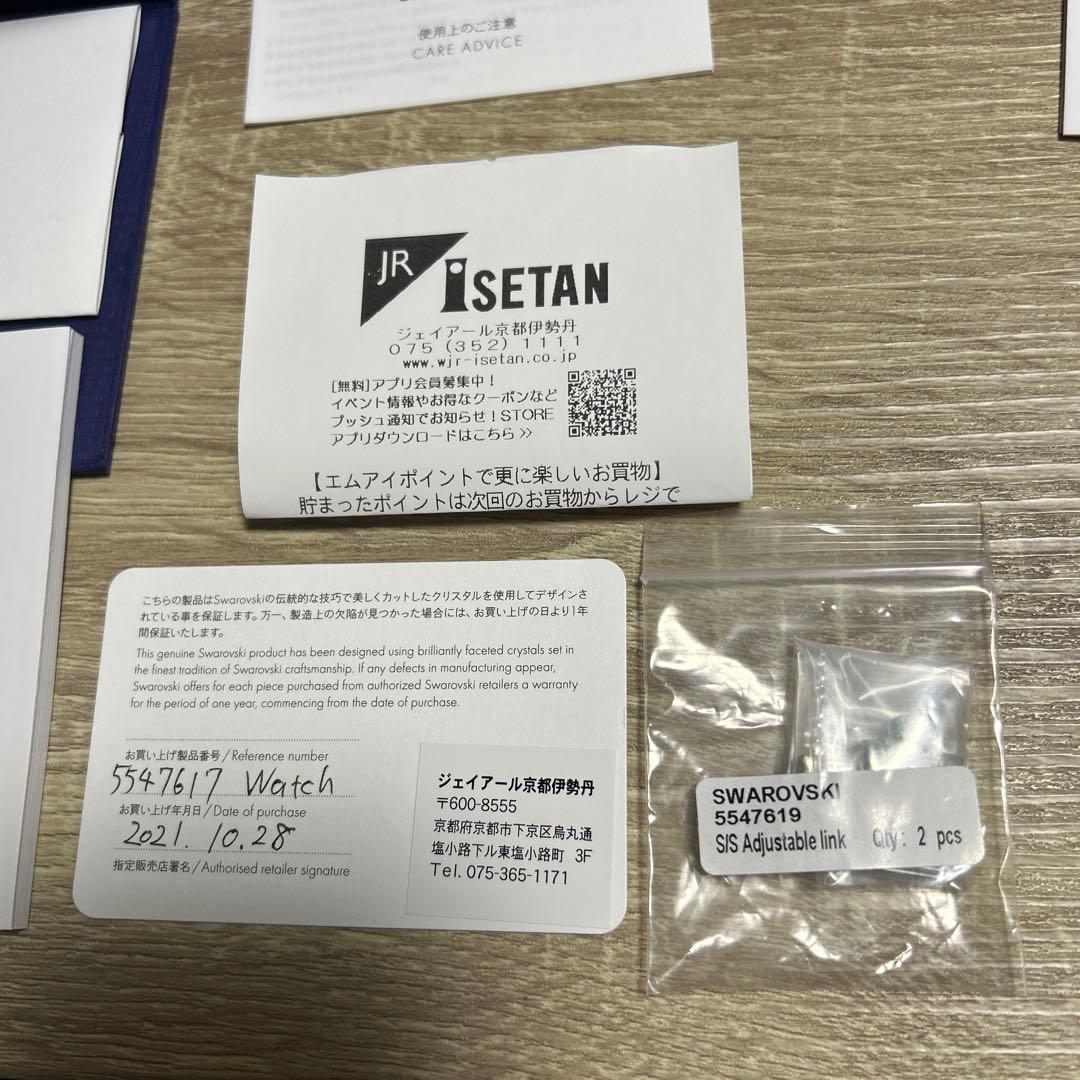 使用上のご注意
CARE ADVICE
JR
ISETAN
ジェイアール京都伊勢丹
075(352)1111
www.wjr-isetan.co.jp
[無料]アプリ会員募集中!
イベント情報やお得なクーポンなど
プッシュ通知でお知らせ!STORE
アプリダウンロードはこちら>>
【エムアイポイントで更に楽しいお買物】
貯まったポイントは次回のお買物からレジで
こちらの製品はSwarovskiの伝統的な技巧で美しくカットしたクリスタルを使用してデザインさ
れている事を保証します。万一、製造上の欠陥が見つかった場合には、お買い上げの日より1年
間保証いたします。
This genuine Swarovski product has been designed using brilliantly faceted crystals set in
the finest tradition of Swarovski craftsmanship. If any defects in manufacturing appear,
Swarovski offers for each piece purchased from authorized Swarovski retailers a warranty
for the period of one year, commencing from the date of purchase.
お買い上げ製品番号/Reference number
5547617 Watch
お買い上げ年月日/Date of purchase
2021. 10.28
指定販売店署名/Authorised retailer signature
ジェイアール京都伊勢丹
〒600-8555
京都府京都市下京区烏丸通
塩小路下ル東塩小路町 3F
Tel. 075-365-1171
SWAROVSKI
5547619
S/S Adjustable link Qty: 2 pcs